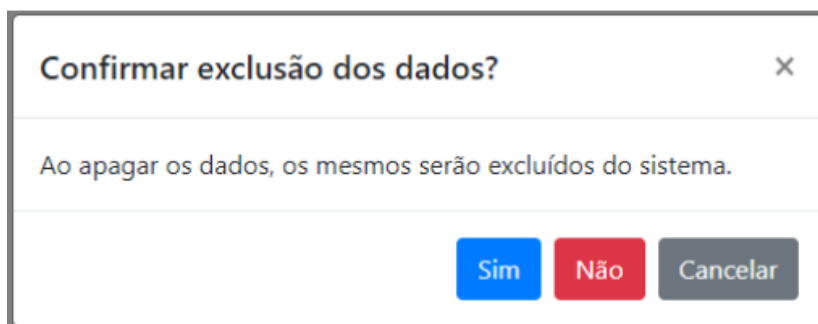 Confirmar exclusão dos dados? ×
Ao apagar os dados, os mesmos serão excluídos do sistema.
Sim Não Cancelar